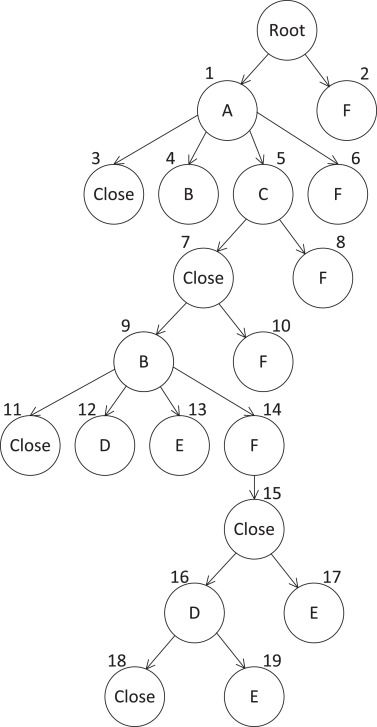 Root
1 2
A F
3 4 5 6
Close B C F
7 8
Close F
9 10
B F
11 12 13 14
Close D E F
15
Close
16 17
D E
18 19
Close E